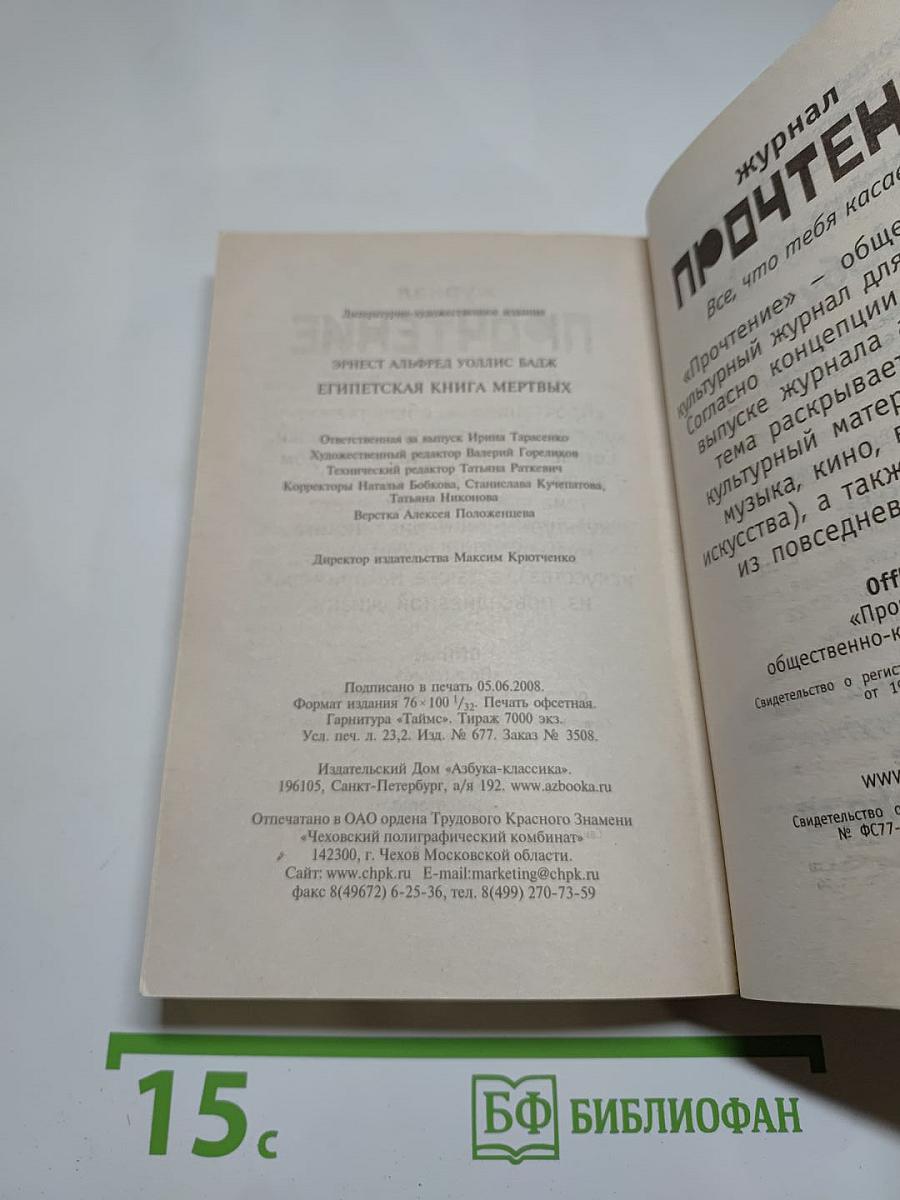 Литературно-художественное издание
ЭРНЕСТ АЛЬФРЕД УОЛЛИС БАДЖ
ЕГИПЕТСКАЯ КНИГА МЕРТВЫХ
Ответственная за выпуск Ирина Тарасенко
Художественный редактор Валерий Гореликов
Технический редактор Татьяна Раткевич
Корректоры Наталья Бобкова, Станислава Кучепатова,
Татьяна Никонова
Верстка Алексея Положенцева
Директор издательства Максим Крютченко
Подписано в печать 05.06.2008.
Формат издания 76 × 100 1/32. Печать офсетная.
Гарнитура «Таймс». Тираж 7000 экз.
Усл. печ. л. 23,2. Изд. № 677. Заказ № 3508.
Издательский Дом «Азбука-классика».
196105, Санкт-Петербург, а/я 192. www.azbooka.ru
Отпечатано в ОАО ордена Трудового Красного Знамени
«Чеховский полиграфический комбинат»
142300, г. Чехов Московской области.
Сайт: www.chpk.ru E-mail:marketing@chpk.ru
факс 8(49672) 6-25-36, тел. 8(499) 270-73-59
журнал
ПРОЧТЕН
Все, что тебя касае
«Прочтение» – обще
культурный журнал для
Согласно концепции
выпуске журнала
тема раскрывает
культурный матер
музыка, кино,
искусства), а такж
из повседнев
Off
«Про
общественно-к
Свидетельство о регист
от 19
www.
Свидетельство о
№ ФС77-
15 с
БФ БИБЛИОФАН